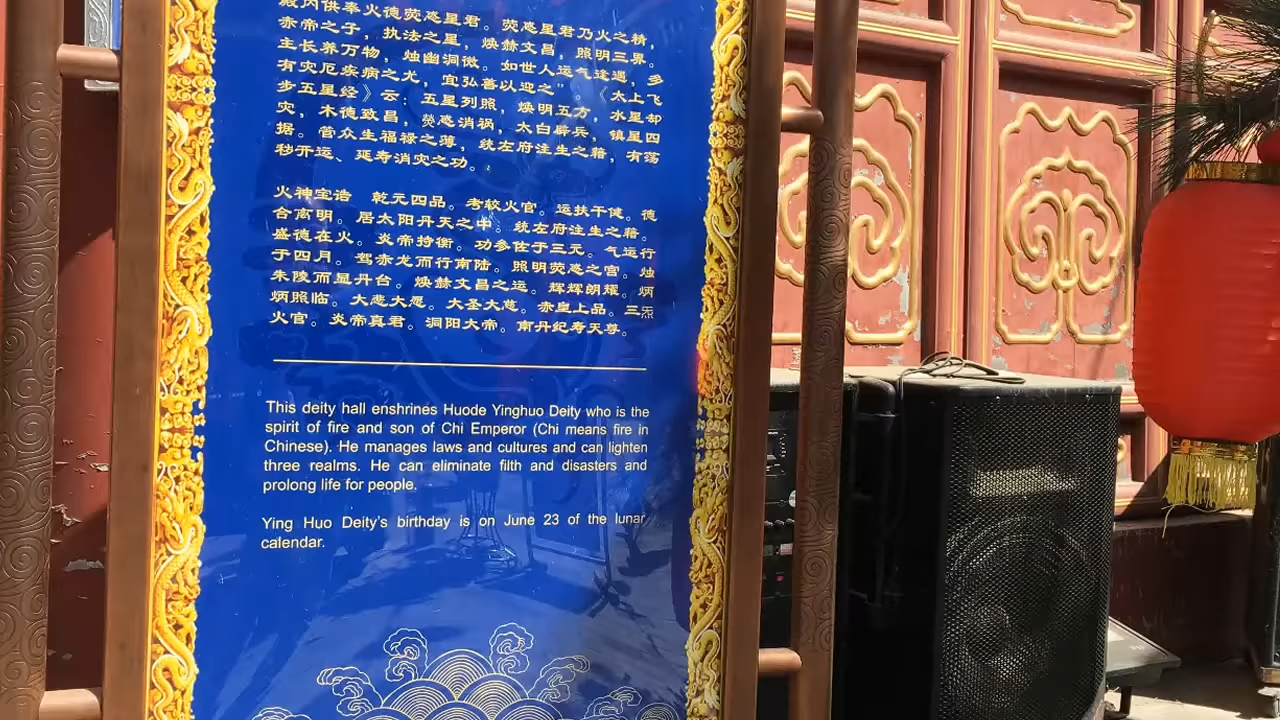 殿内供奉火德荧惑星君。荧惑星君乃火之精，
赤帝之子，执法之星，焕赫文昌，照明三界。
主长养万物，烛幽洞微。如世人运气逢遇，多
有灾厄疾病之尤，宜弘善以迎之”。《太上飞
步五星经》云：五星列照，焕明五方，水星却
灾，木德致昌，熒惑消祸，太白辟兵，镇星四
据。管众生福禄之薄，统左府注生之籍，有荡
秽开运、延寿消灾之功。
火神宝诰 乾元四品。考较火官。运扶干健。德
合离明。居太阳丹天之中。统左府注生之籍。
盛德在火。炎帝持衡。功参佐于三元。气运行
于四月。驾赤龙而行南陆。照明荧惑之宫。烛
朱陵而显丹台。焕赫文昌之运。辉辉朗耀。炳
炳照临。大悲大愿。大圣大慈。赤皇上品。三炁
火官。炎帝真君。洞阳大帝。南丹纪寿天尊。
This deity hall enshrines Huode Yinghuo Deity who is the
spirit of fire and son of Chi Emperor (Chi means fire in
Chinese). He manages laws and cultures and can lighten
three realms. He can eliminate filth and disasters and
prolong life for people.
Ying Huo Deity's birthday is on June 23 of the lunar
calendar.